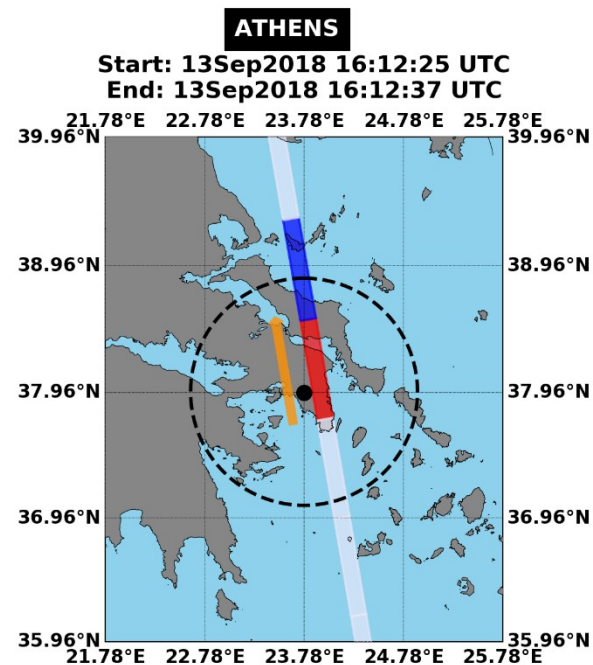 ATHENS
Start: 13Sep2018 16:12:25 UTC
End: 13Sep2018 16:12:37 UTC
21.78°E 22.78°E 23.78°E 24.78°E 25.78°E
39.96°N 39.96°N
38.96°N 38.96°N
37.96°N 37.96°N
36.96°N 36.96°N
35.96°N 35.96°N
21.78°E 22.78°E 23.78°E 24.78°E 25.78°E